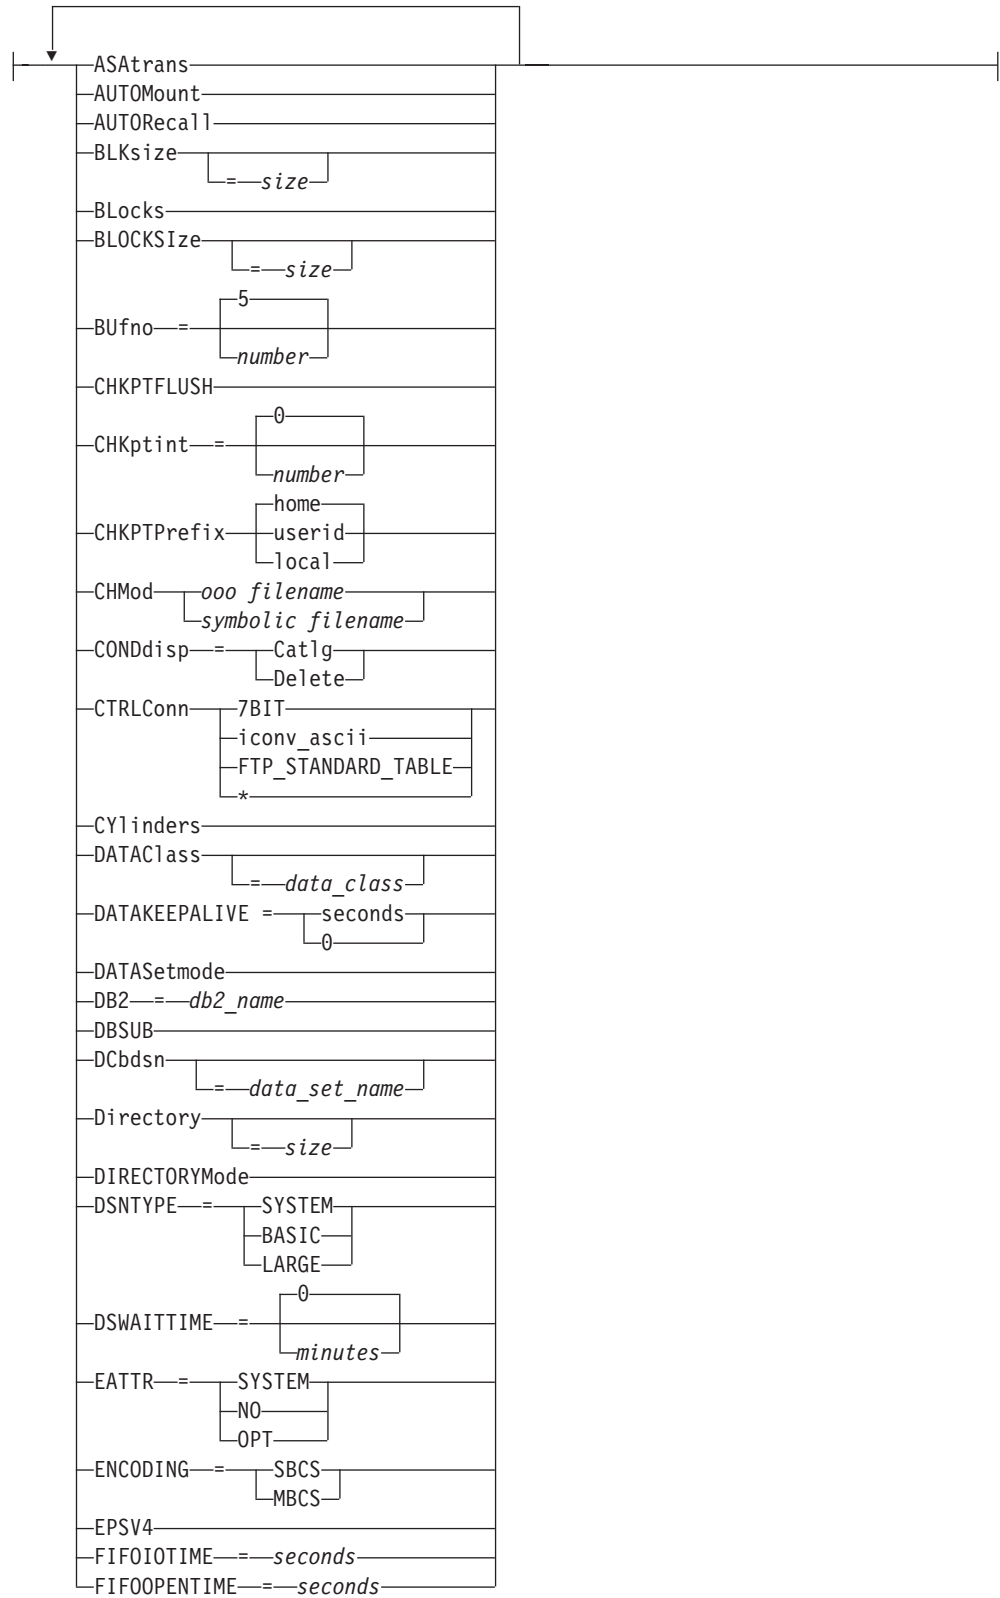 ASAtrans
AUTOMount
AUTORecall
BLKsize
= size
BLocks
BLOCKSIze
= size
5
BUfno =
number
CHKPTFLUSH
0
CHKptint =
number
home
CHKPTPrefix userid
local
CHMod ooo filename
symbolic filename
CONDdisp = Catlg
Delete
CTRLConn 7BIT
iconv_ascii
FTP_STANDARD_TABLE
*
CYlinders
DATAClass
= data_class
DATAKEEPALIVE = seconds
0
DATASetmode
DB2 = db2_name
DBSUB
DCbdsn
= data_set_name
Directory
= size
DIRECTORYMode
DSNTYPE = SYSTEM
BASIC
LARGE
0
DSWAITTIME =
minutes
EATTR = SYSTEM
NO
OPT
ENCODING = SBCS
MBCS
EPSV4
FIFOIOTIME = seconds
FIFOOPENTIME = seconds